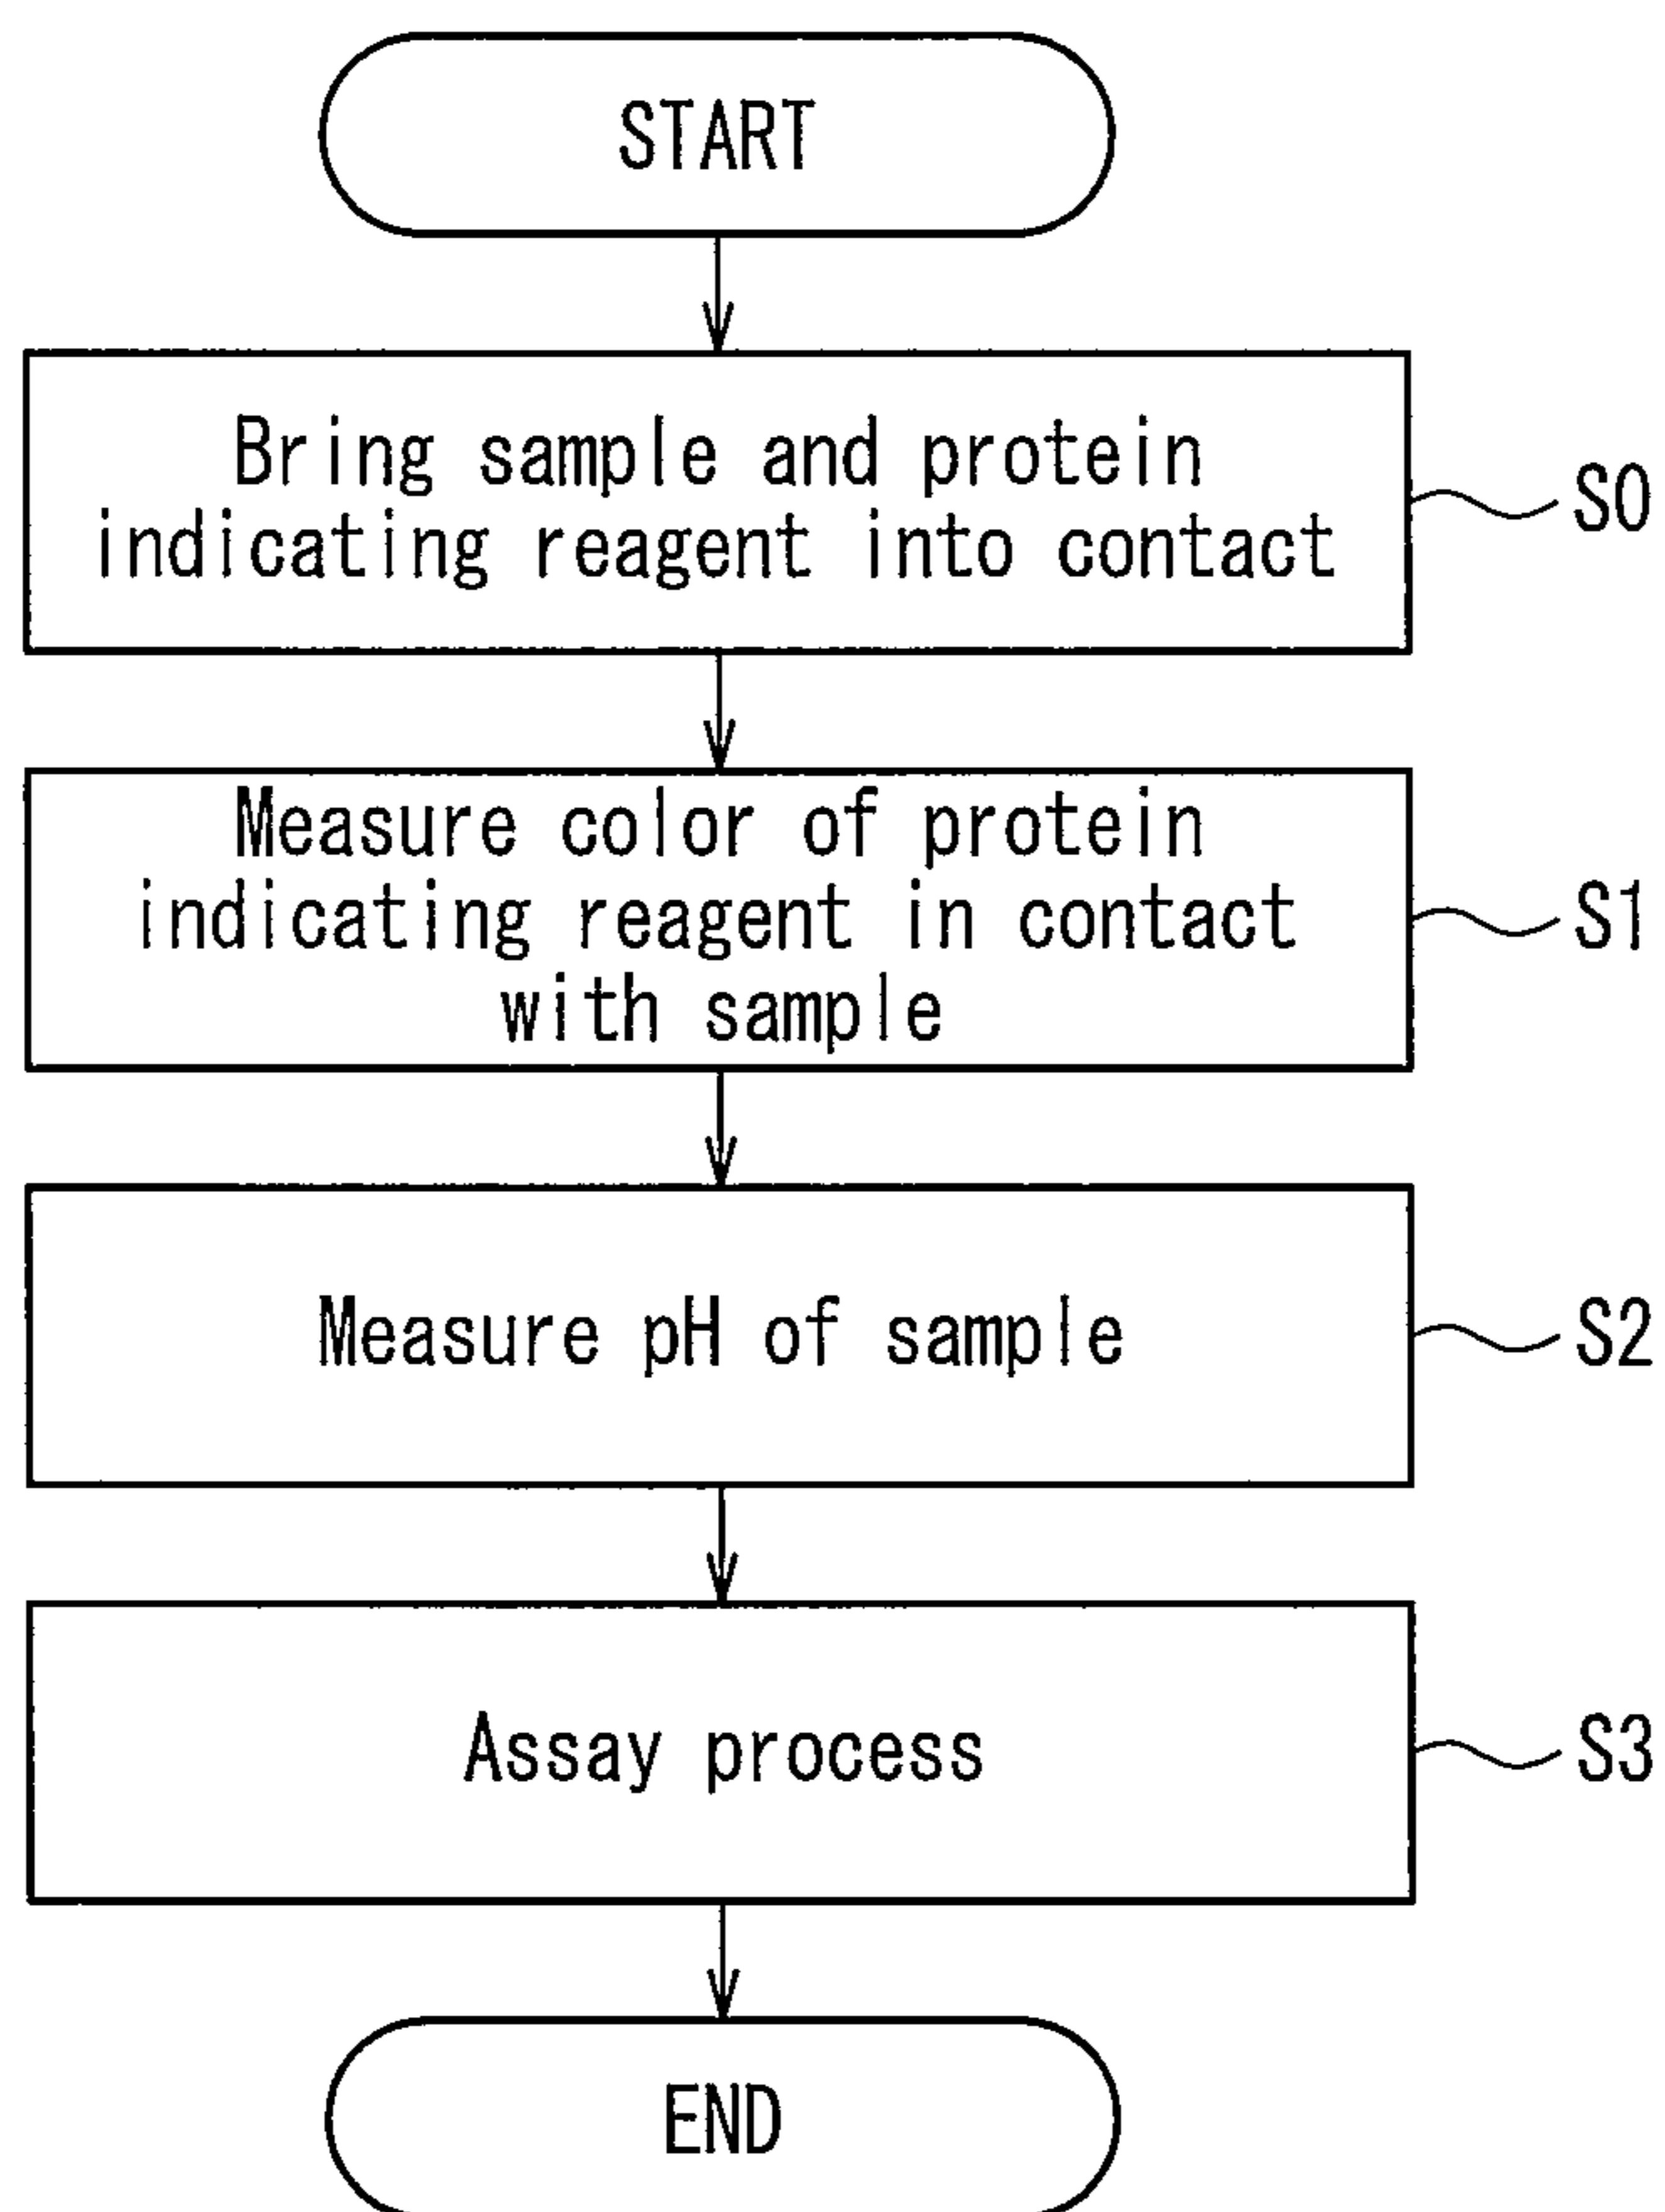 START
Bring sample and protein
indicating reagent into contact
S0
Measure color of protein
indicating reagent in contact
with sample
S1
Measure pH of sample
S2
Assay process
S3
END